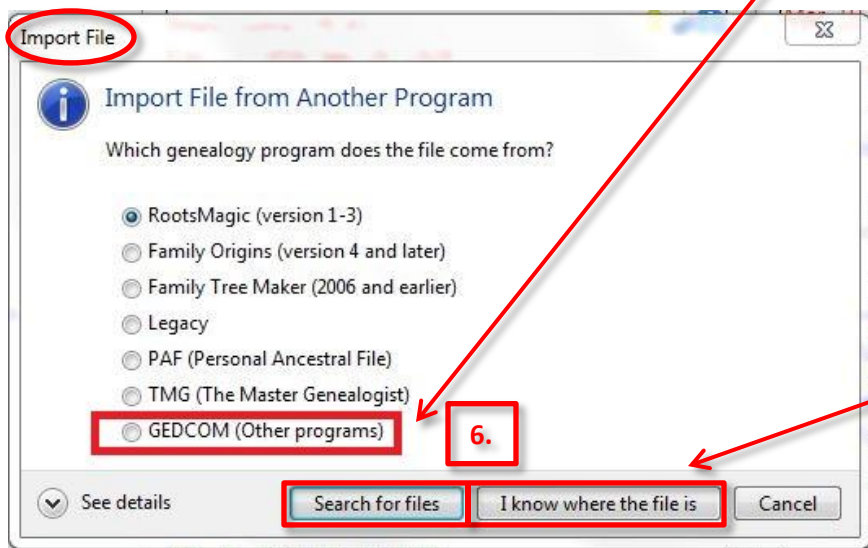 Import File
Import File from Another Program
Which genealogy program does the file come from?
RootsMagic (version 1-3)
Family Origins (version 4 and later)
Family Tree Maker (2006 and earlier)
Legacy
PAF (Personal Ancestral File)
TMG (The Master Genealogist)
GEDCOM (Other programs)
6.
See details
Search for files
I know where the file is
Cancel